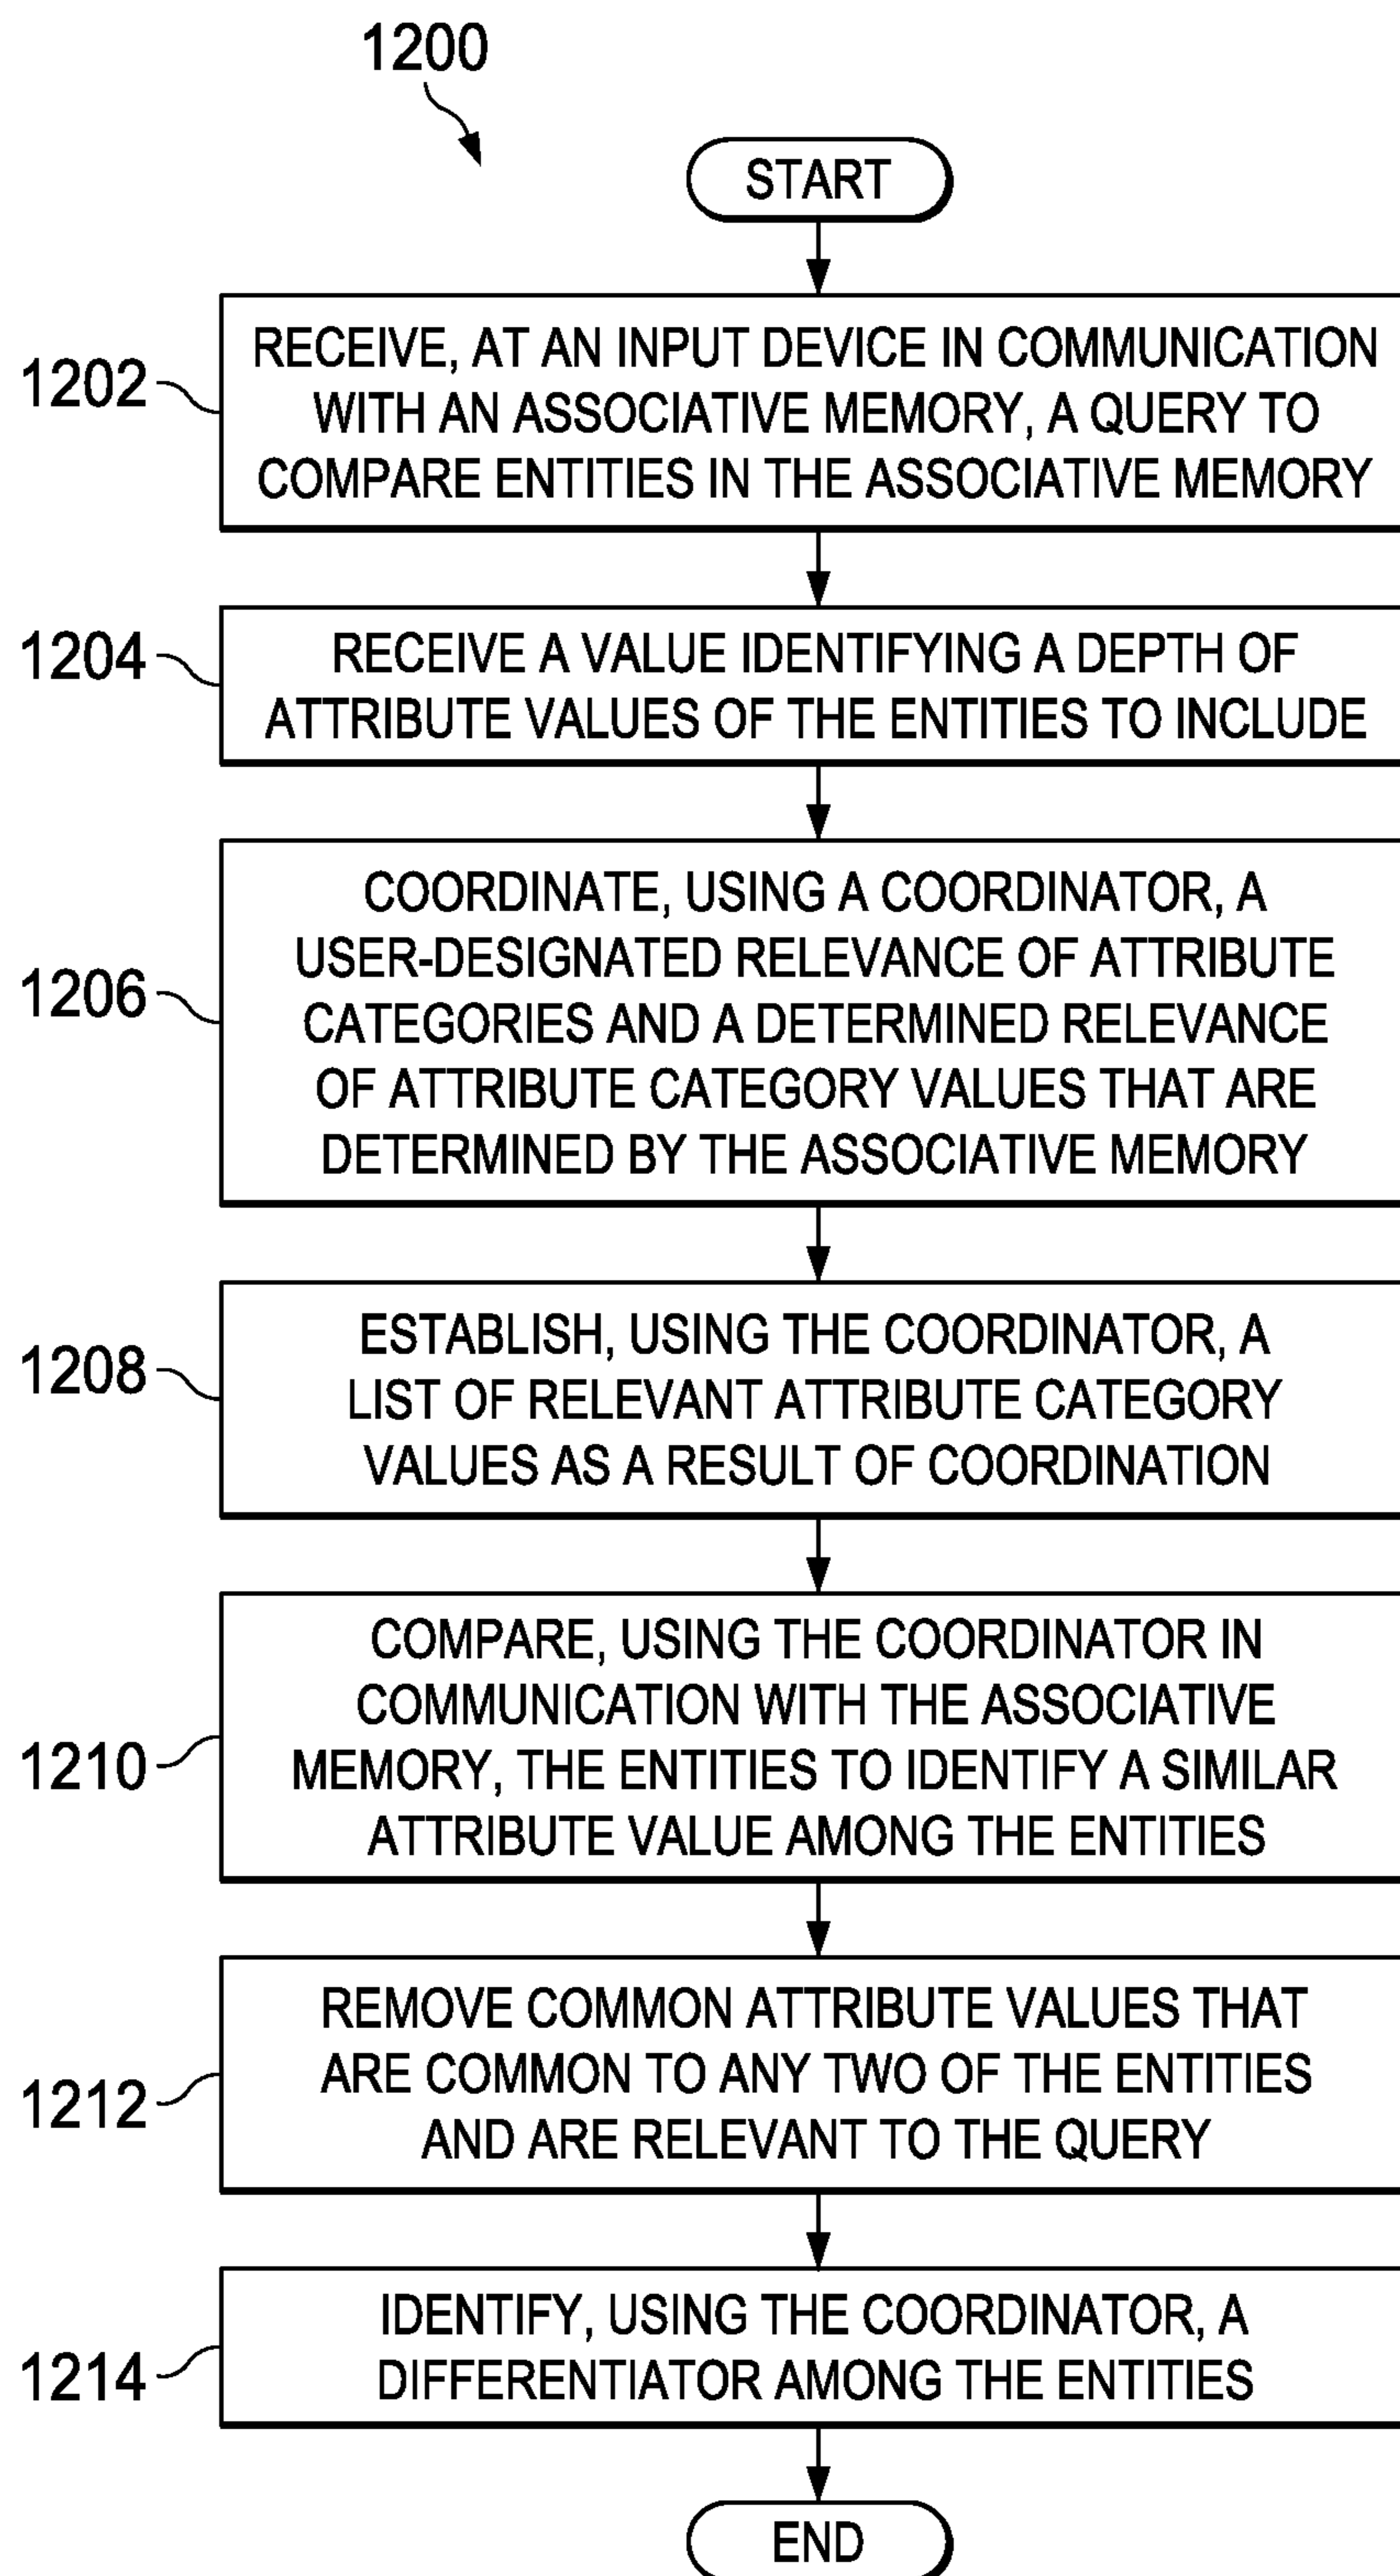 1200
START
1202
RECEIVE, AT AN INPUT DEVICE IN COMMUNICATION
WITH AN ASSOCIATIVE MEMORY, A QUERY TO
COMPARE ENTITIES IN THE ASSOCIATIVE MEMORY
1204
RECEIVE A VALUE IDENTIFYING A DEPTH OF
ATTRIBUTE VALUES OF THE ENTITIES TO INCLUDE
1206
COORDINATE, USING A COORDINATOR, A
USER-DESIGNATED RELEVANCE OF ATTRIBUTE
CATEGORIES AND A DETERMINED RELEVANCE
OF ATTRIBUTE CATEGORY VALUES THAT ARE
DETERMINED BY THE ASSOCIATIVE MEMORY
1208
ESTABLISH, USING THE COORDINATOR, A
LIST OF RELEVANT ATTRIBUTE CATEGORY
VALUES AS A RESULT OF COORDINATION
1210
COMPARE, USING THE COORDINATOR IN
COMMUNICATION WITH THE ASSOCIATIVE
MEMORY, THE ENTITIES TO IDENTIFY A SIMILAR
ATTRIBUTE VALUE AMONG THE ENTITIES
1212
REMOVE COMMON ATTRIBUTE VALUES THAT
ARE COMMON TO ANY TWO OF THE ENTITIES
AND ARE RELEVANT TO THE QUERY
1214
IDENTIFY, USING THE COORDINATOR, A
DIFFERENTIATOR AMONG THE ENTITIES
END